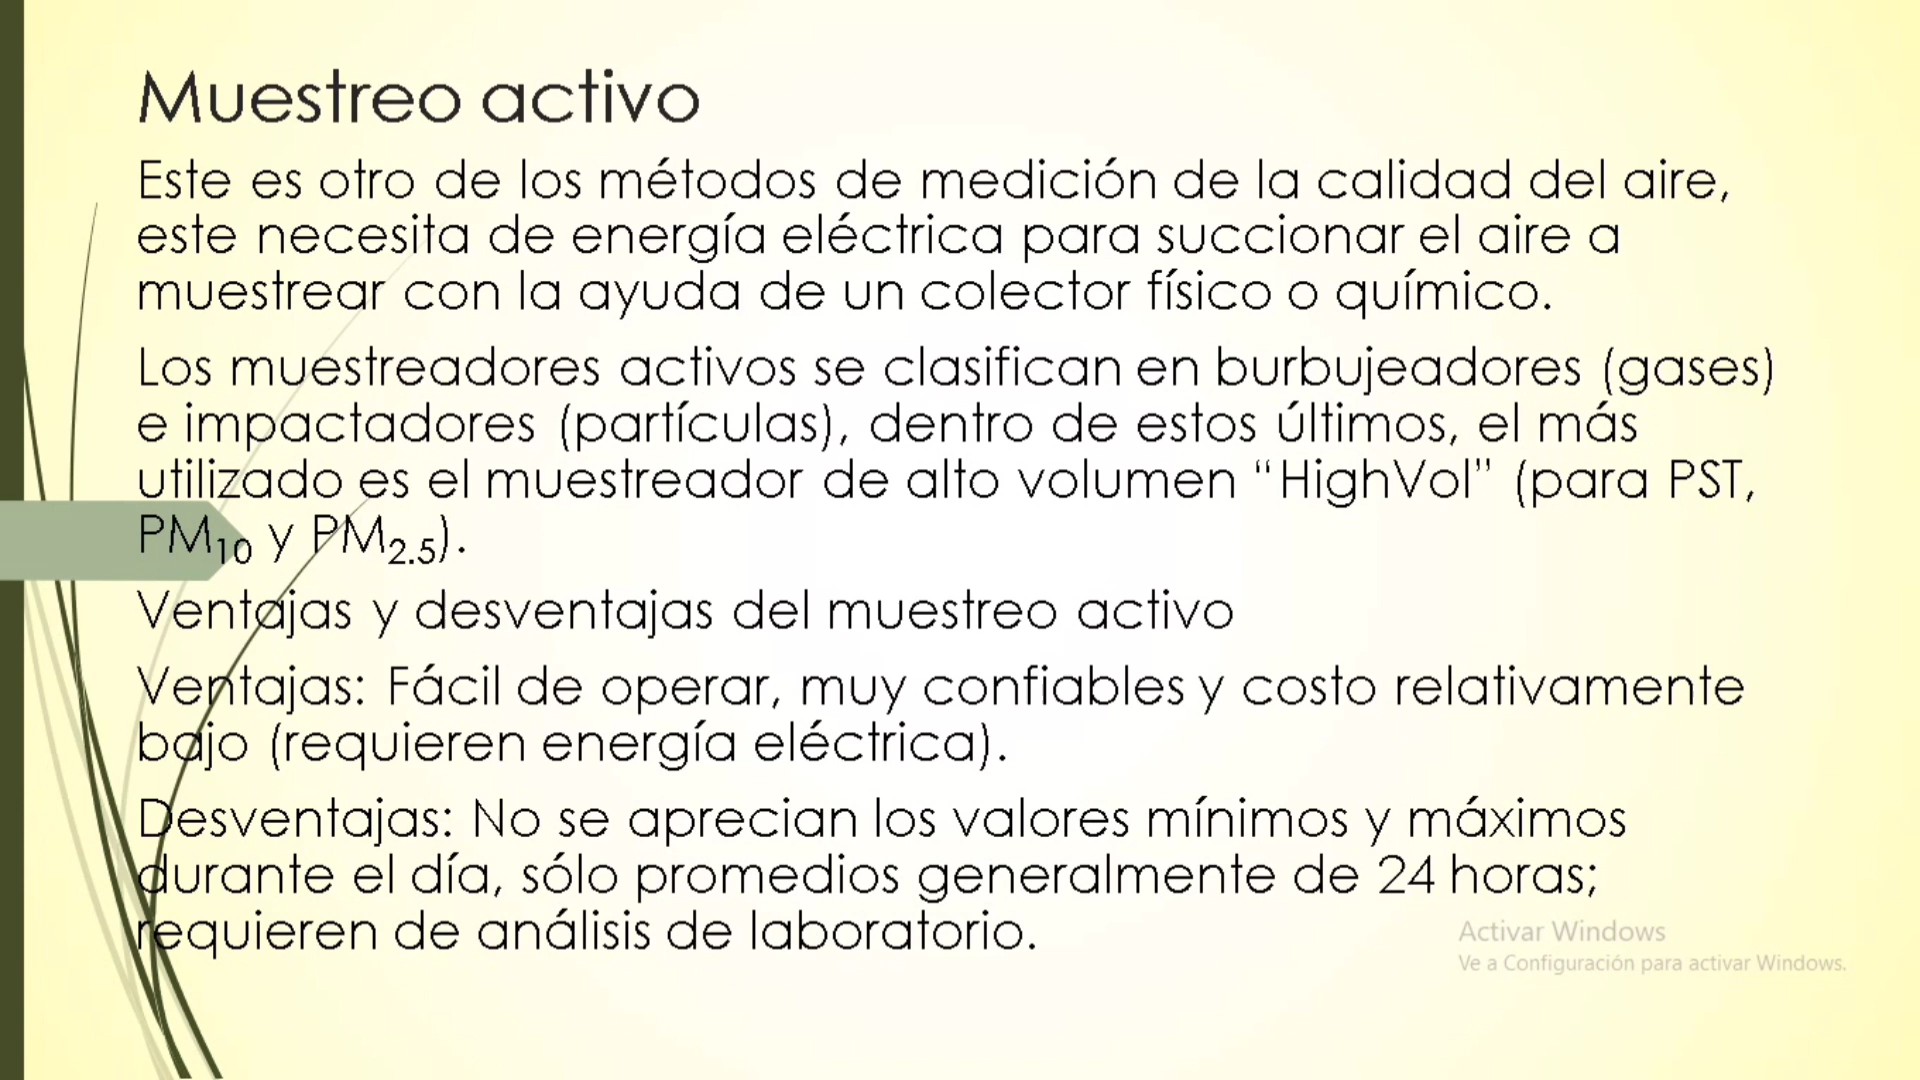 Muestreo activo
Este es otro de los métodos de medición de la calidad del aire,
este necesita de energía eléctrica para succionar el aire a
muestrear con la ayuda de un colector físico o químico.
Los muestreadores activos se clasifican en burbujeadores (gases)
e impactadores (partículas), dentro de estos últimos, el más
utilizado es el muestreador de alto volumen “HighVol” (para PST,
PM₁₀ y PM₂.₅).
Ventajas y desventajas del muestreo activo
Ventajas: Fácil de operar, muy confiables y costo relativamente
bajo (requieren energía eléctrica).
Desventajas: No se aprecian los valores mínimos y máximos
durante el día, sólo promedios generalmente de 24 horas;
requieren de análisis de laboratorio.
Activar Windows
Ve a Configuración para activar Windows.